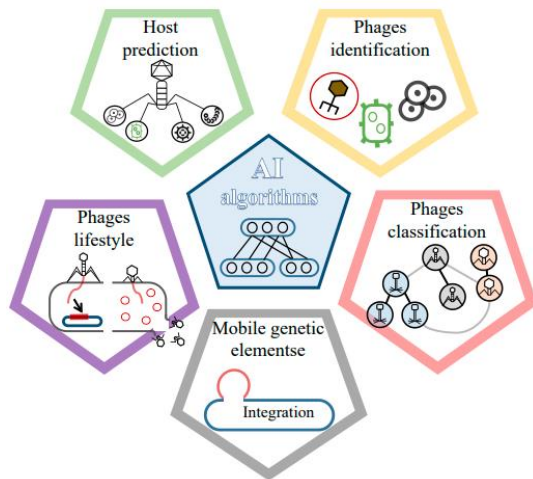 Host
prediction
Phages
identification
AI
algorithms
Phages
lifestyle
Phages
classification
Mobile genetic
elementse
Integration